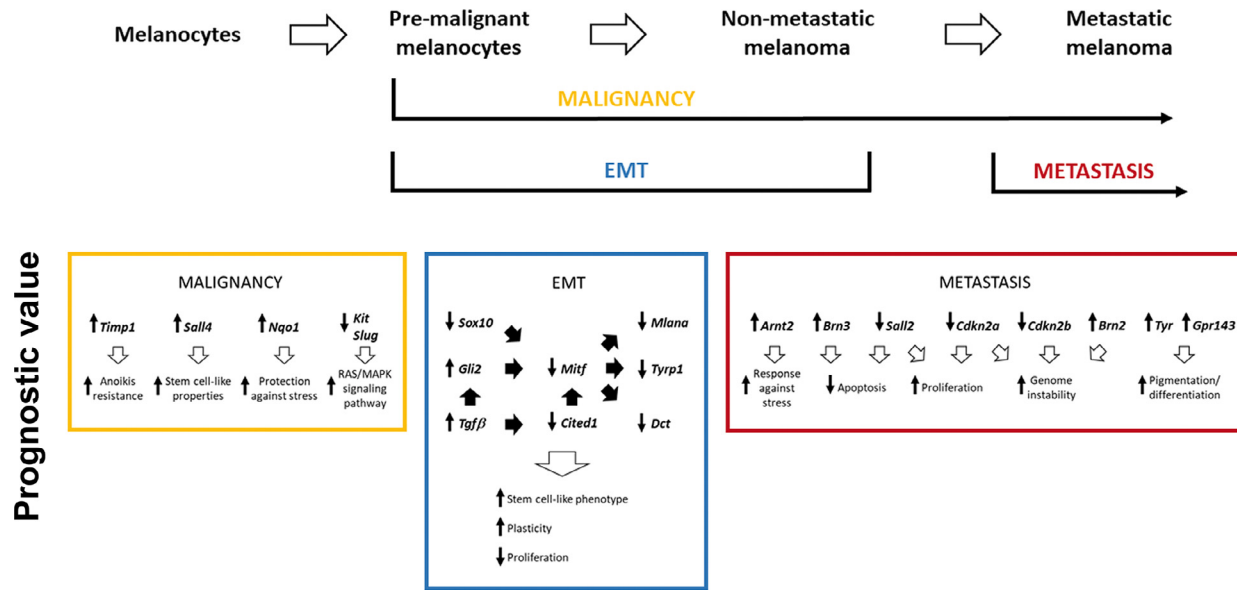 Melanocytes
Pre-malignant
melanocytes
Non-metastatic
melanoma
Metastatic
melanoma
MALIGNANCY
EMT
METASTASIS
Prognostic value
MALIGNANCY
Timp1
Sall4
Nqo1
Kit
Slug
Anoikis
resistance
Stem cell-like
properties
Protection
against stress
RAS/MAPK
signaling
pathway
EMT
Sox10
Mlana
Gli2
Mitf
Tyrp1
Tgfβ
Cited1
Dct
Stem cell-like phenotype
Plasticity
Proliferation
METASTASIS
Arnt2
Brn3
Sall2
Cdkn2a
Cdkn2b
Brn2
Tyr
Gpr143
Response
against
stress
Apoptosis
Proliferation
Genome
instability
Pigmentation/
differentiation